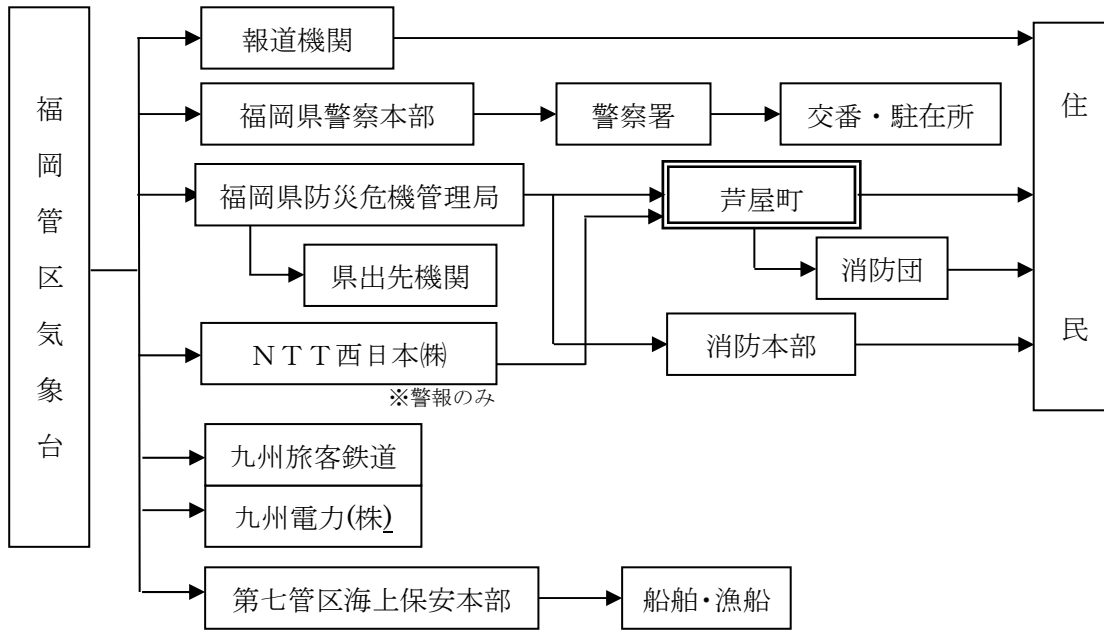 福岡管区気象台
報道機関
住民
福岡県警察本部
警察署
交番・駐在所
福岡県防災危機管理局
芦屋町
県出先機関
消防団
ＮＴＴ西日本㈱
消防本部
※警報のみ
九州旅客鉄道
九州電力(株)
第七管区海上保安本部
船舶・漁船